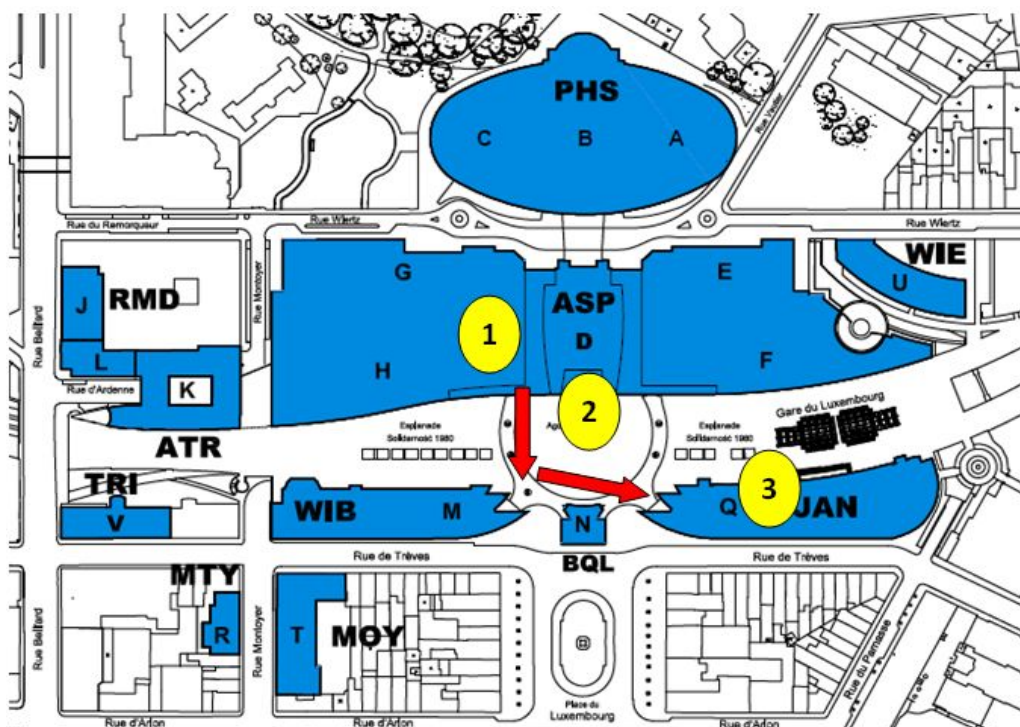 PHS
C
B
A
Rue Vautier
Rue du Remorqueur
Rue Wiertz
Rue Wiertz
G
E
WIE
U
J
RMD
Rue Montoyer
Rue Belliard
ASP
1
D
L
H
F
Rue d'Ardenne
K
2
Gare du Luxembourg
Esplanade
Solidarność 1980
Esplanade
Solidarność 1980
ATR
TRI
V
WIB
M
N
Q
3
JAN
Rue de Trèves
Rue de Trèves
BQL
MTY
R
T
MOY
Rue Belliard
Rue Montoyer
Place du
Luxembourg
Rue du Parnasse
Rue d'Arlon
Rue d'Arlon
Rue d'Arlon